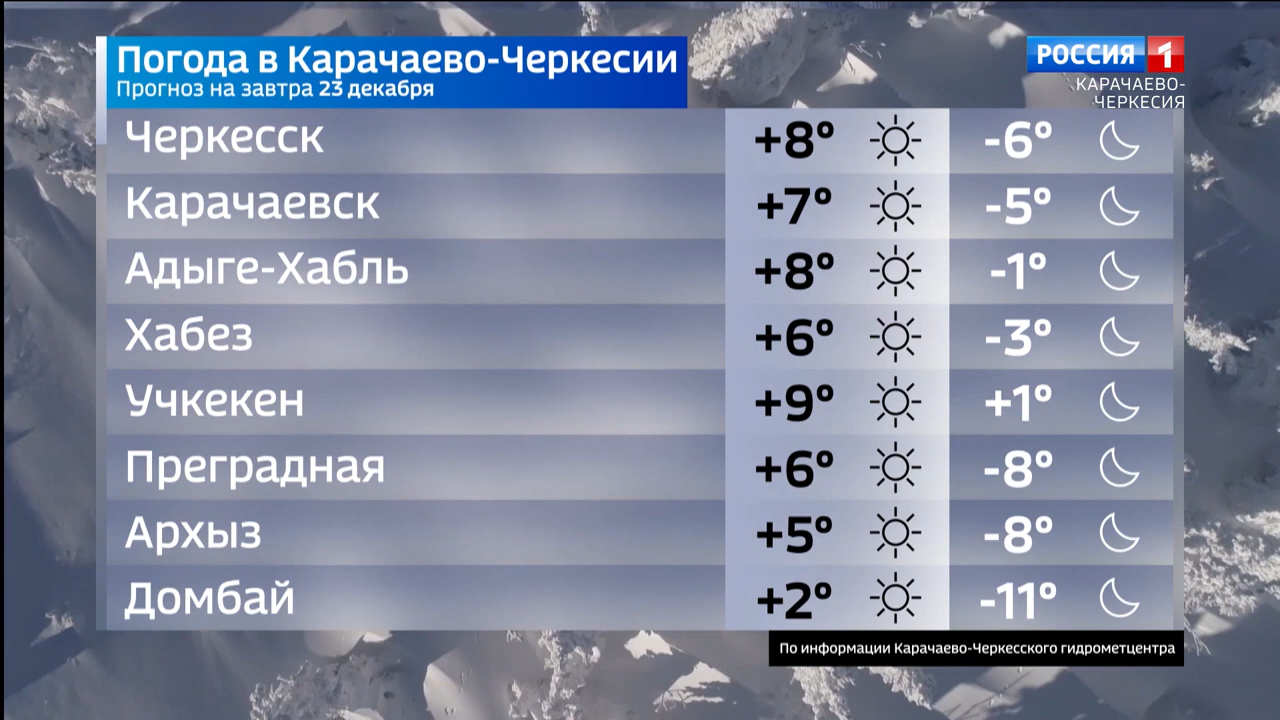 Погода в Карачаево-Черкесии
Прогноз на завтра 23 декабря
РОССИЯ 1
КАРАЧАЕВО-
ЧЕРКЕСИЯ
Черкесск +8° -6°
Карачаевск +7° -5°
Адыге-Хабль +8° -1°
Хабез +6° -3°
Учкекен +9° +1°
Преградная +6° -8°
Архыз +5° -8°
Домбай +2° -11°
По информации Карачаево-Черкесского гидрометцентра